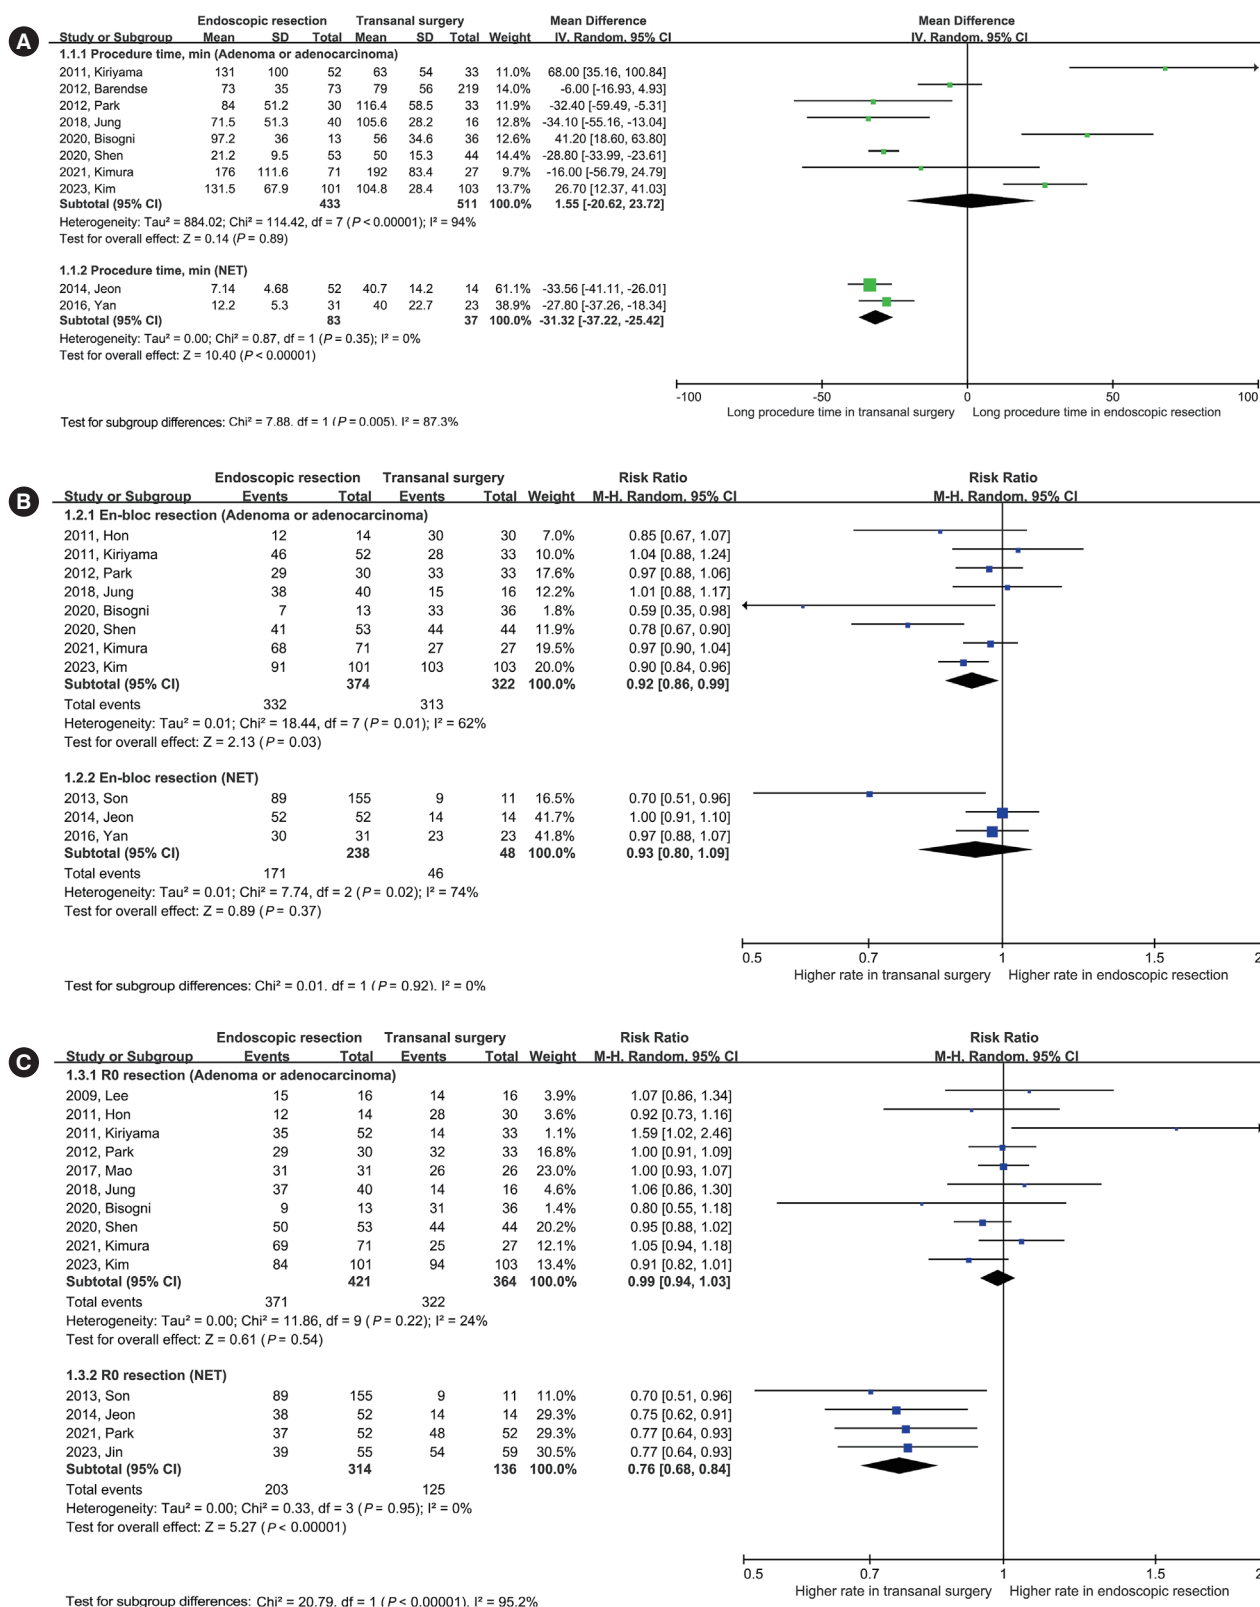 A
Endoscopic resection Transanal surgery Mean Difference Mean Difference
Study or Subgroup Mean SD Total Mean SD Total Weight IV. Random. 95% CI IV. Random. 95% CI
1.1.1 Procedure time, min (Adenoma or adenocarcinoma)
2011, Kiriyama 131 100 52 63 54 33 11.0% 68.00 [35.16, 100.84]
2012, Barendse 73 35 73 79 56 219 14.0% -6.00 [-16.93, 4.93]
2012, Park 84 51.2 30 116.4 58.5 33 11.9% -32.40 [-59.49, -5.31]
2018, Jung 71.5 51.3 40 105.6 28.2 16 12.8% -34.10 [-55.16, -13.04]
2020, Bisogni 97.2 36 13 56 34.6 36 12.6% 41.20 [18.60, 63.80]
2020, Shen 21.2 9.5 53 50 15.3 44 14.4% -28.80 [-33.99, -23.61]
2021, Kimura 176 111.6 71 192 83.4 27 9.7% -16.00 [-56.79, 24.79]
2023, Kim 131.5 67.9 101 104.8 28.4 103 13.7% 26.70 [12.37, 41.03]
Subtotal (95% CI) 433 511 100.0% 1.55 [-20.62, 23.72]
Heterogeneity: Tau² = 884.02; Chi² = 114.42, df = 7 (P < 0.00001); I² = 94%
Test for overall effect: Z = 0.14 (P = 0.89)
1.1.2 Procedure time, min (NET)
2014, Jeon 7.14 4.68 52 40.7 14.2 14 61.1% -33.56 [-41.11, -26.01]
2016, Yan 12.2 5.3 31 40 22.7 23 38.9% -27.80 [-37.26, -18.34]
Subtotal (95% CI) 83 37 100.0% -31.32 [-37.22, -25.42]
Heterogeneity: Tau² = 0.00; Chi² = 0.87, df = 1 (P = 0.35); I² = 0%
Test for overall effect: Z = 10.40 (P < 0.00001)
-100 -50 0 50 100
Long procedure time in transanal surgery Long procedure time in endoscopic resection
Test for subgroup differences: Chi² = 7.88. df = 1 (P = 0.005). I² = 87.3%
B
Endoscopic resection Transanal surgery Risk Ratio Risk Ratio
Study or Subgroup Events Total Events Total Weight M-H. Random. 95% CI M-H. Random. 95% CI
1.2.1 En-bloc resection (Adenoma or adenocarcinoma)
2011, Hon 12 14 30 30 7.0% 0.85 [0.67, 1.07]
2011, Kiriyama 46 52 28 33 10.0% 1.04 [0.88, 1.24]
2012, Park 29 30 33 33 17.6% 0.97 [0.88, 1.06]
2018, Jung 38 40 15 16 12.2% 1.01 [0.88, 1.17]
2020, Bisogni 7 13 33 36 1.8% 0.59 [0.35, 0.98]
2020, Shen 41 53 44 44 11.9% 0.78 [0.67, 0.90]
2021, Kimura 68 71 27 27 19.5% 0.97 [0.90, 1.04]
2023, Kim 91 101 103 103 20.0% 0.90 [0.84, 0.96]
Subtotal (95% CI) 374 322 100.0% 0.92 [0.86, 0.99]
Total events 332 313
Heterogeneity: Tau² = 0.01; Chi² = 18.44, df = 7 (P = 0.01); I² = 62%
Test for overall effect: Z = 2.13 (P = 0.03)
1.2.2 En-bloc resection (NET)
2013, Son 89 155 9 11 16.5% 0.70 [0.51, 0.96]
2014, Jeon 52 52 14 14 41.7% 1.00 [0.91, 1.10]
2016, Yan 30 31 23 23 41.8% 0.97 [0.88, 1.07]
Subtotal (95% CI) 238 48 100.0% 0.93 [0.80, 1.09]
Total events 171 46
Heterogeneity: Tau² = 0.01; Chi² = 7.74, df = 2 (P = 0.02); I² = 74%
Test for overall effect: Z = 0.89 (P = 0.37)
0.5 0.7 1 1.5 2
Higher rate in transanal surgery Higher rate in endoscopic resection
Test for subgroup differences: Chi² = 0.01. df = 1 (P = 0.92). I² = 0%
C
Endoscopic resection Transanal surgery Risk Ratio Risk Ratio
Study or Subgroup Events Total Events Total Weight M-H. Random. 95% CI M-H. Random. 95% CI
1.3.1 R0 resection (Adenoma or adenocarcinoma)
2009, Lee 15 16 14 16 3.9% 1.07 [0.86, 1.34]
2011, Hon 12 14 28 30 3.6% 0.92 [0.73, 1.16]
2011, Kiriyama 35 52 14 33 1.1% 1.59 [1.02, 2.46]
2012, Park 29 30 32 33 16.8% 1.00 [0.91, 1.09]
2017, Mao 31 31 26 26 23.0% 1.00 [0.93, 1.07]
2018, Jung 37 40 14 16 4.6% 1.06 [0.86, 1.30]
2020, Bisogni 9 13 31 36 1.4% 0.80 [0.55, 1.18]
2020, Shen 50 53 44 44 20.2% 0.95 [0.88, 1.02]
2021, Kimura 69 71 25 27 12.1% 1.05 [0.94, 1.18]
2023, Kim 84 101 94 103 13.4% 0.91 [0.82, 1.01]
Subtotal (95% CI) 421 364 100.0% 0.99 [0.94, 1.03]
Total events 371 322
Heterogeneity: Tau² = 0.00; Chi² = 11.86, df = 9 (P = 0.22); I² = 24%
Test for overall effect: Z = 0.61 (P = 0.54)
1.3.2 R0 resection (NET)
2013, Son 89 155 9 11 11.0% 0.70 [0.51, 0.96]
2014, Jeon 38 52 14 14 29.3% 0.75 [0.62, 0.91]
2021, Park 37 52 48 52 29.3% 0.77 [0.64, 0.93]
2023, Jin 39 55 54 59 30.5% 0.77 [0.64, 0.93]
Subtotal (95% CI) 314 136 100.0% 0.76 [0.68, 0.84]
Total events 203 125
Heterogeneity: Tau² = 0.00; Chi² = 0.33, df = 3 (P = 0.95); I² = 0%
Test for overall effect: Z = 5.27 (P < 0.00001)
0.5 0.7 1 1.5 2
Higher rate in transanal surgery Higher rate in endoscopic resection
Test for subgroup differences: Chi² = 20.79. df = 1 (P < 0.00001). I² = 95.2%